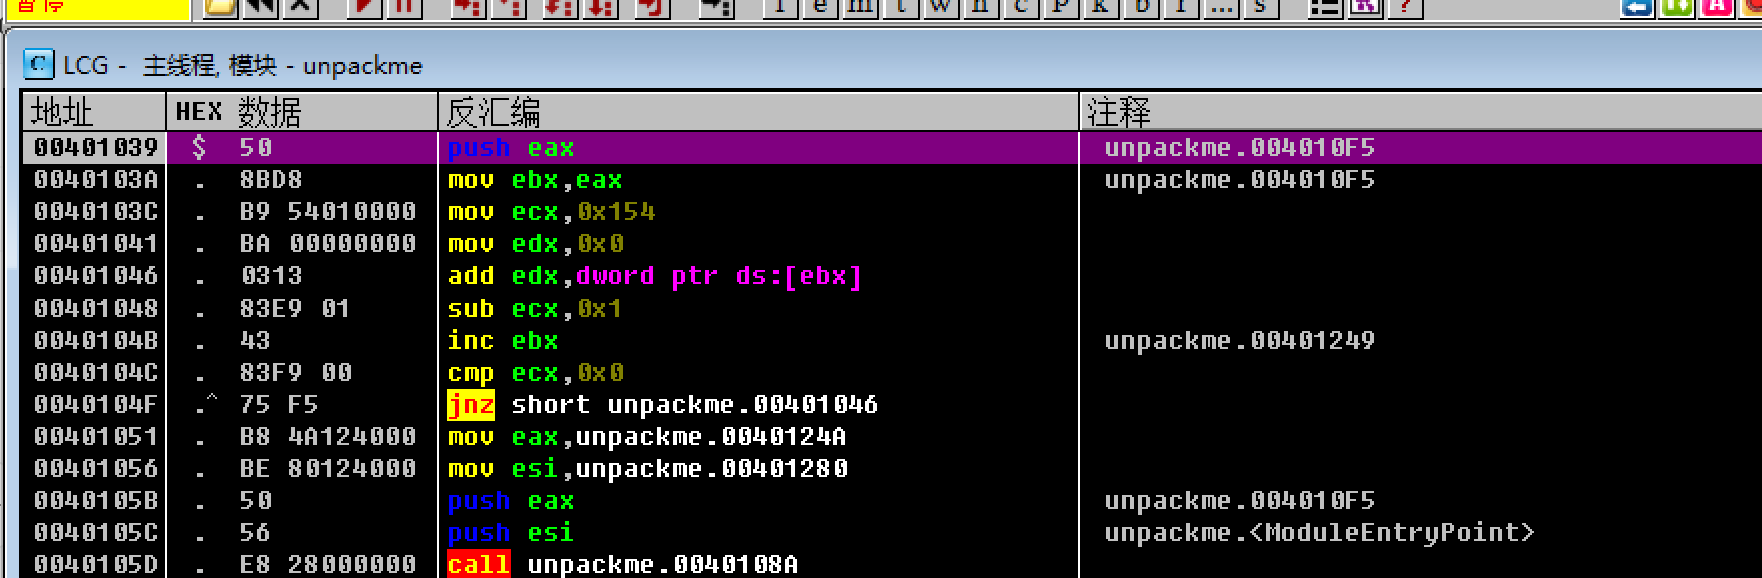 暂停
l e m t w h c P k b r ... s
?
LCG - 主线程, 模块 - unpackme
地址 HEX 数据 反汇编 注释
00401039 $ 50 push eax unpackme.004010F5
0040103A . 8BD8 mov ebx,eax unpackme.004010F5
0040103C . B9 54010000 mov ecx,0x154
00401041 . BA 00000000 mov edx,0x0
00401046 . 0313 add edx,dword ptr ds:[ebx]
00401048 . 83E9 01 sub ecx,0x1
0040104B . 43 inc ebx unpackme.00401249
0040104C . 83F9 00 cmp ecx,0x0
0040104F .^ 75 F5 jnz short unpackme.00401046
00401051 . B8 4A124000 mov eax,unpackme.0040124A
00401056 . BE 80124000 mov esi,unpackme.00401280
0040105B . 50 push eax unpackme.004010F5
0040105C . 56 push esi unpackme.<ModuleEntryPoint>
0040105D . E8 28000000 call unpackme.0040108A